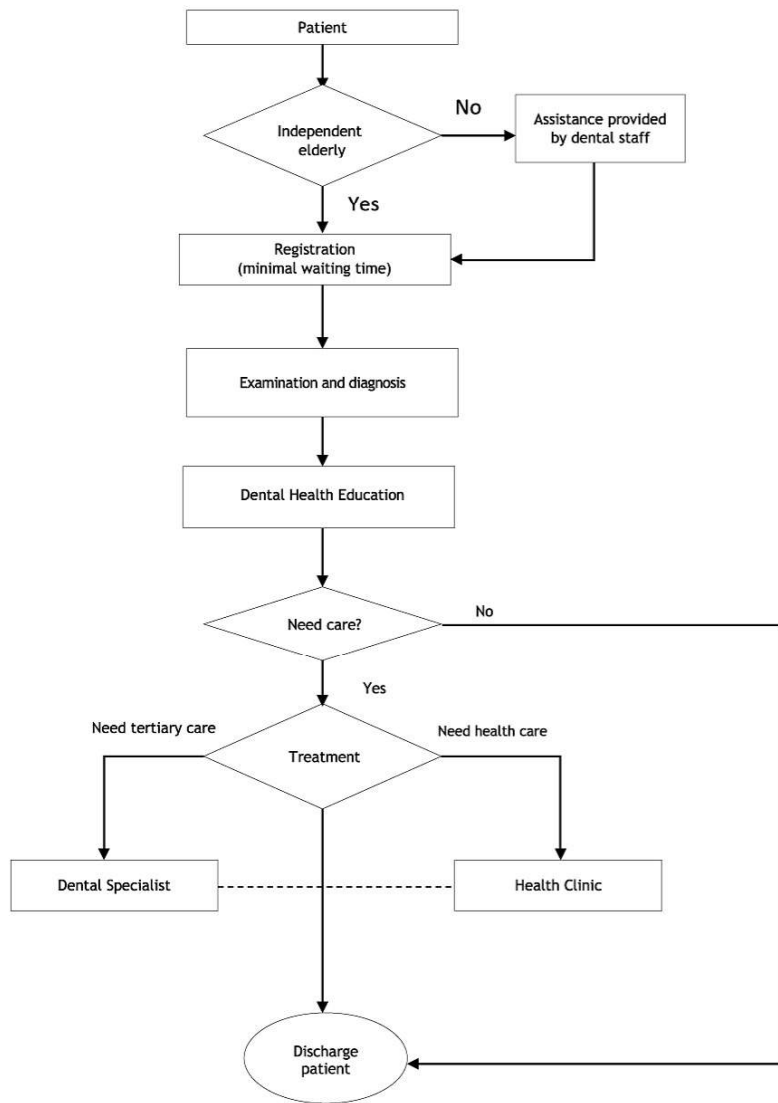 Patient
Independent
elderly
No
Assistance provided
by dental staff
Yes
Registration
(minimal waiting time)
Examination and diagnosis
Dental Health Education
Need care?
No
Yes
Need tertiary care
Need health care
Treatment
Dental Specialist
Health Clinic
Discharge
patient